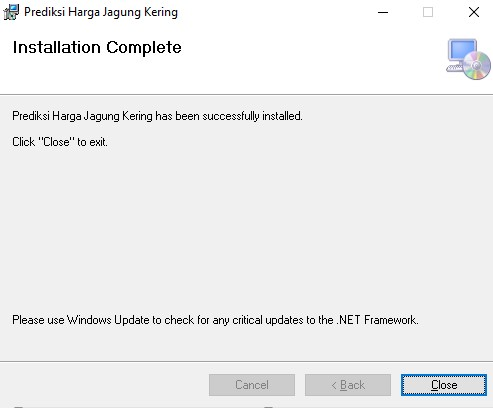 Prediksi Harga Jagung Kering
Installation Complete
Prediksi Harga Jagung Kering has been successfully installed.
Click "Close" to exit.
Please use Windows Update to check for any critical updates to the .NET Framework.
Cancel
< Back
Close